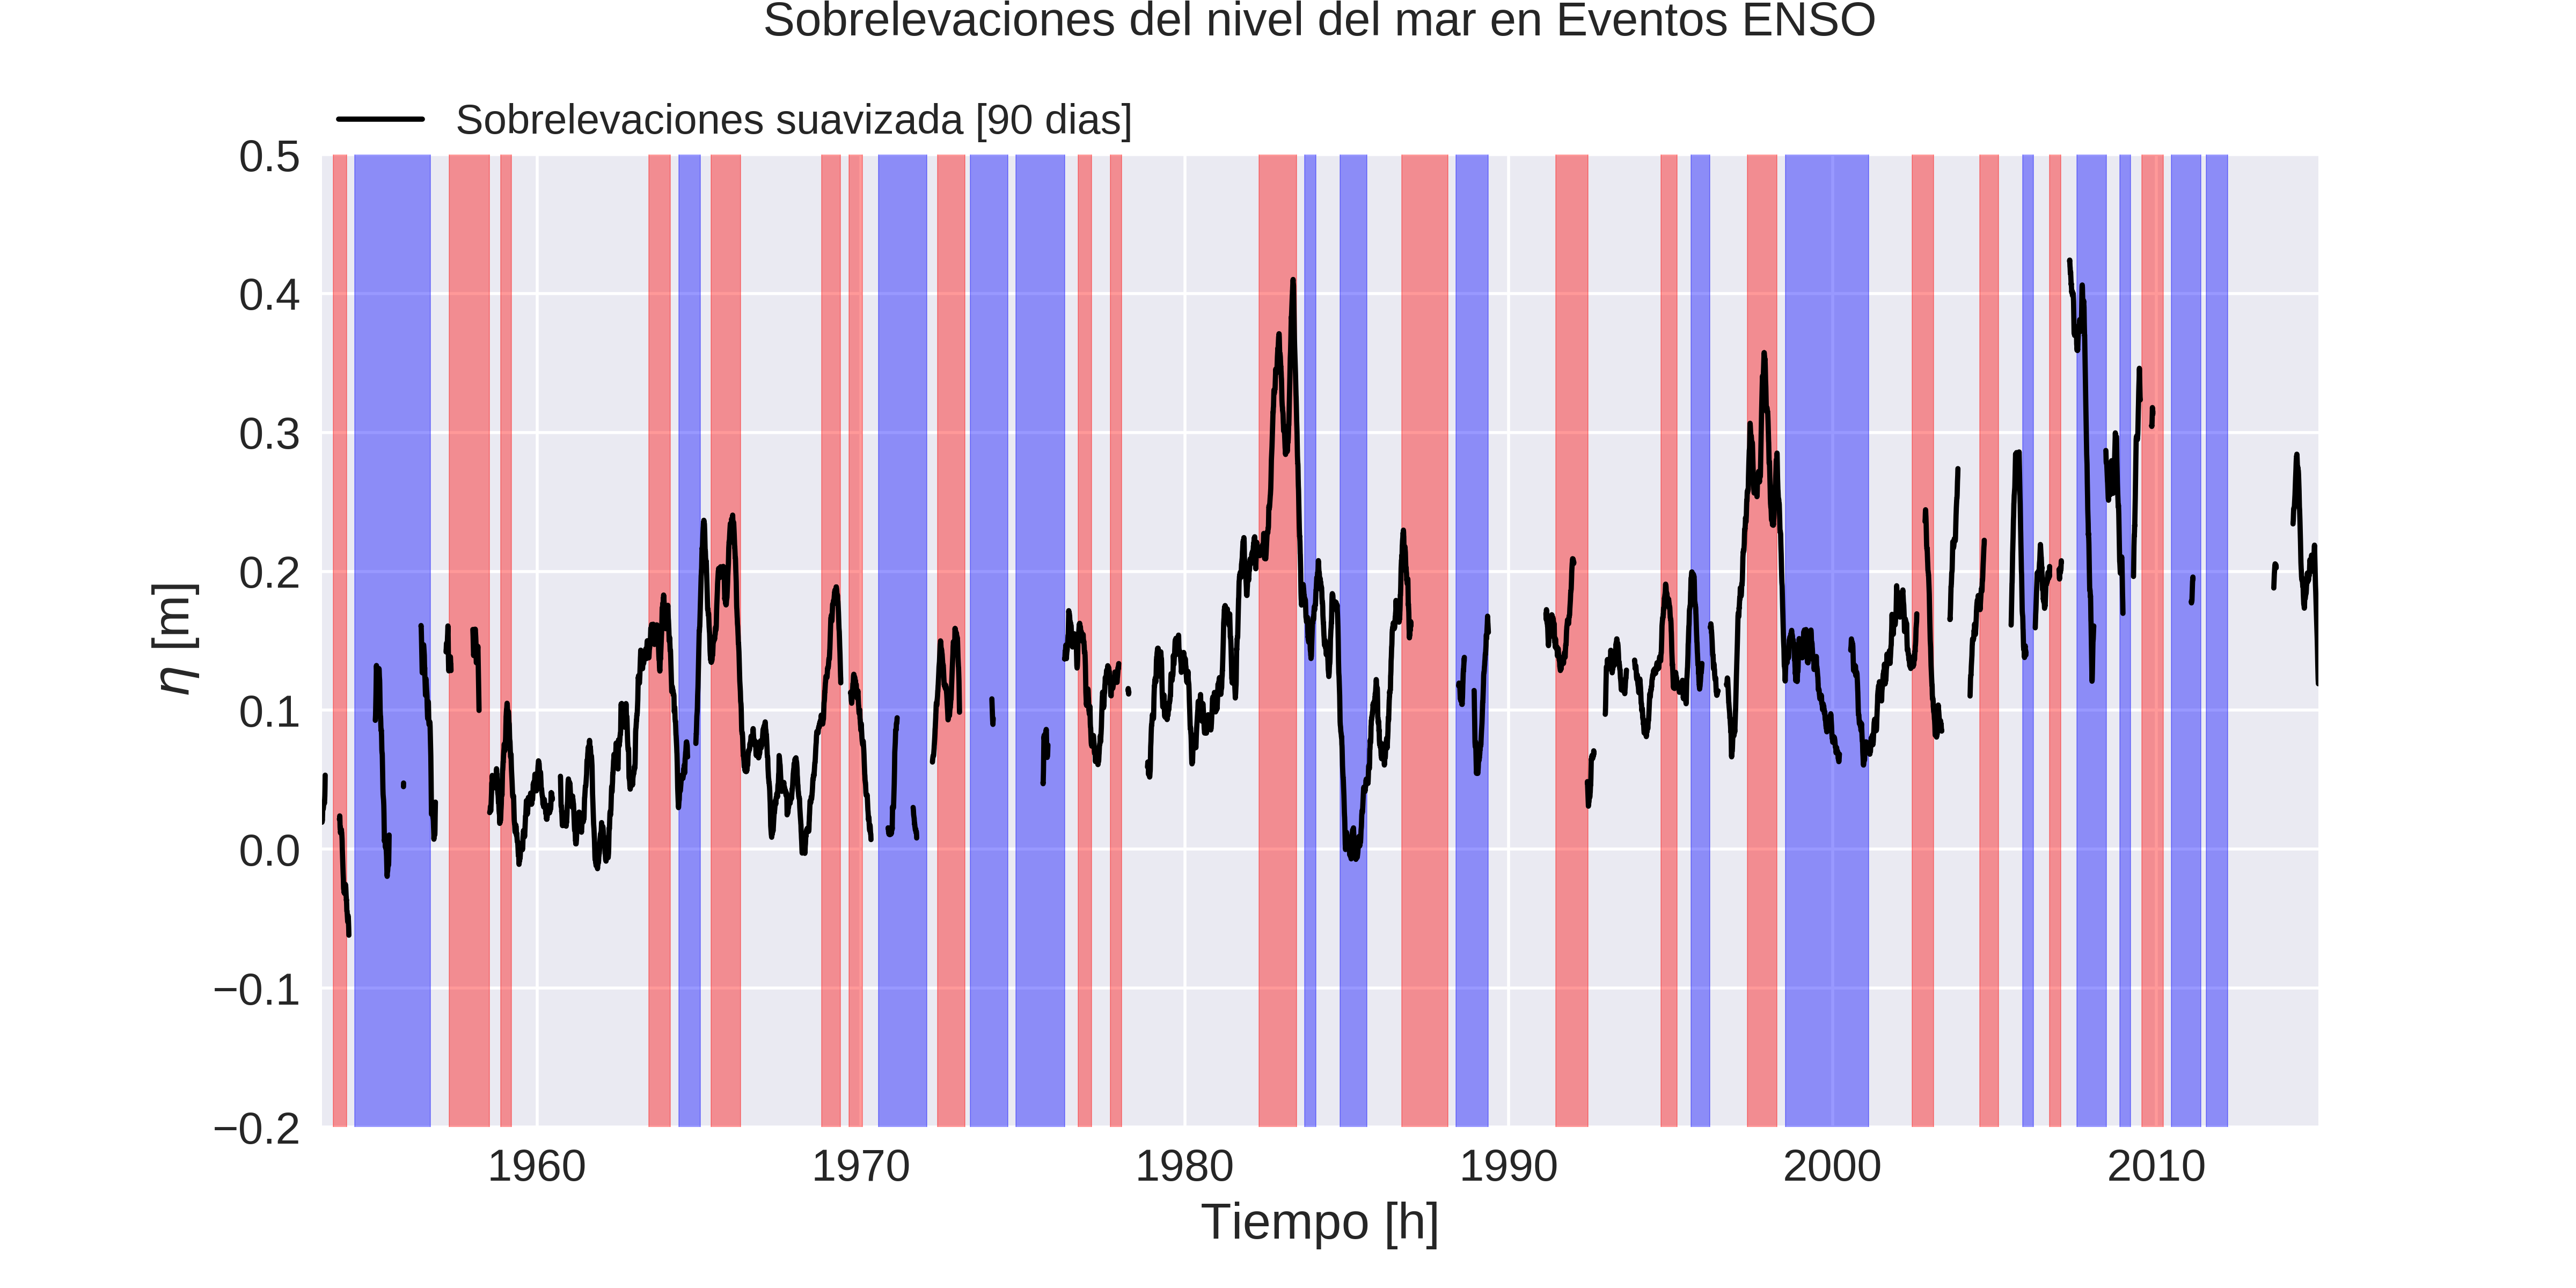 Sobrelevaciones del nivel del mar en Eventos ENSO
Sobrelevaciones suavizada [90 dias]
0.5
0.4
0.3
0.2
0.1
0.0
−0.1
−0.2
η [m]
1960 1970 1980 1990 2000 2010
Tiempo [h]